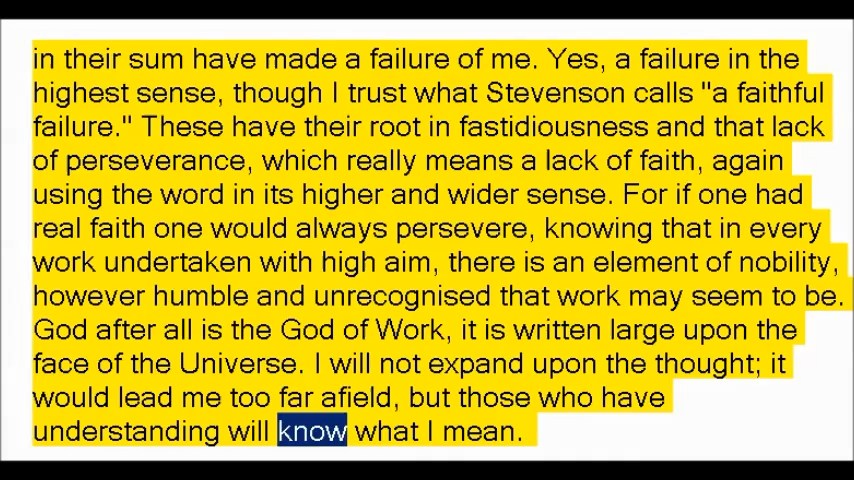 in their sum have made a failure of me. Yes, a failure in the
highest sense, though I trust what Stevenson calls "a faithful
failure." These have their root in fastidiousness and that lack
of perseverance, which really means a lack of faith, again
using the word in its higher and wider sense. For if one had
real faith one would always persevere, knowing that in every
work undertaken with high aim, there is an element of nobility,
however humble and unrecognised that work may seem to be.
God after all is the God of Work, it is written large upon the
face of the Universe. I will not expand upon the thought; it
would lead me too far afield, but those who have
understanding will know what I mean.